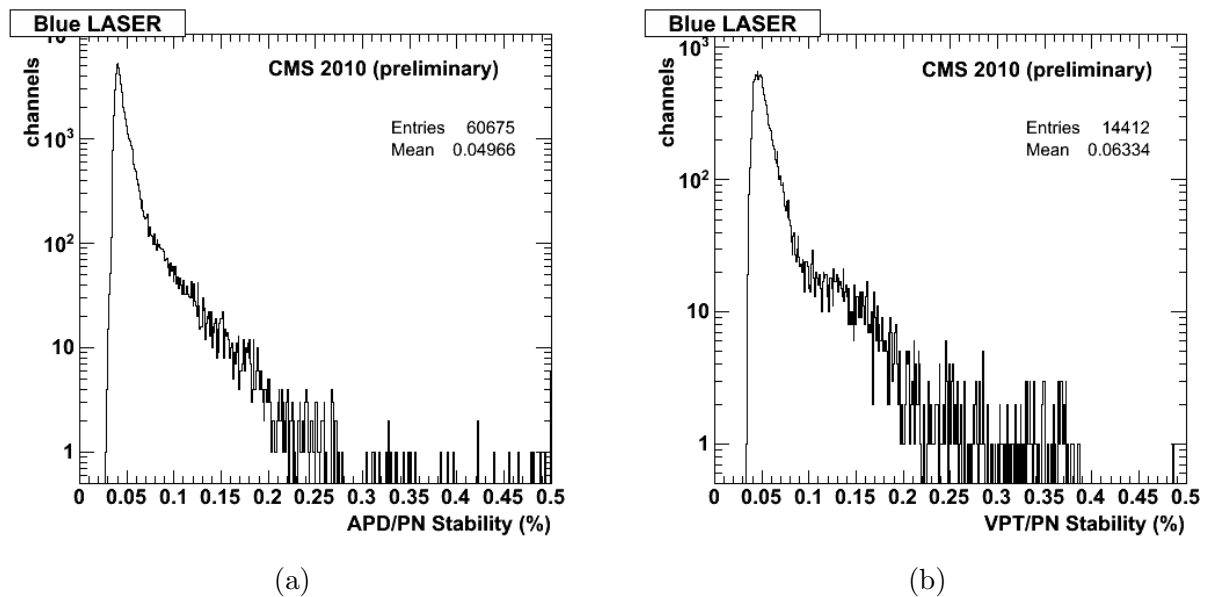 Blue LASER
channels
CMS 2010 (preliminary)
Entries 60675
Mean 0.04966
10³
10²
10
1
0 0.05 0.1 0.15 0.2 0.25 0.3 0.35 0.4 0.45 0.5
APD/PN Stability (%)
(a)
Blue LASER
channels
CMS 2010 (preliminary)
Entries 14412
Mean 0.06334
10³
10²
10
1
0 0.05 0.1 0.15 0.2 0.25 0.3 0.35 0.4 0.45 0.5
VPT/PN Stability (%)
(b)